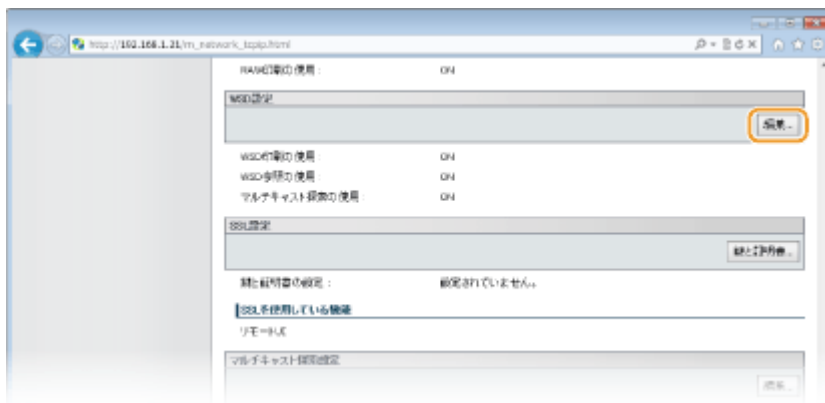 http://192.168.1.21/m_network_tcpip.html
RAW印刷の使用： ON
WSD設定
編集...
WSD印刷の使用： ON
WSD参照の使用： ON
マルチキャスト探索の使用： ON
SSL設定
鍵と証明書...
鍵と証明書の設定： 設定されていません。
SSLを使用している機能
リモートUI
マルチキャスト探索設定
編集...